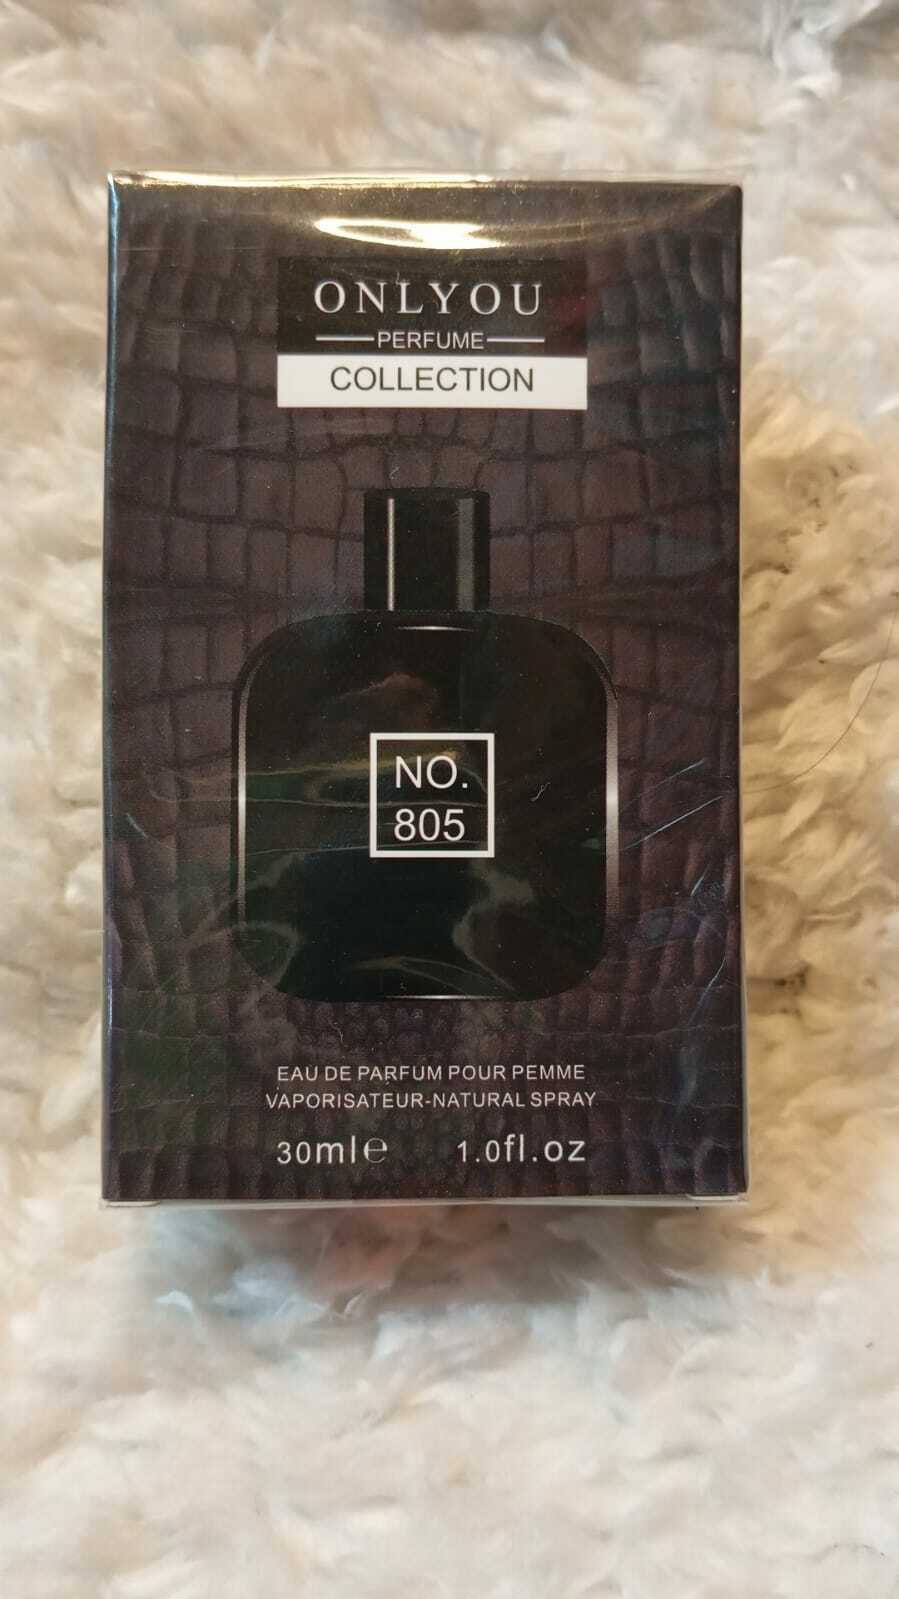 ONLYOU
PERFUME
COLLECTION
NO.
805
EAU DE PARFUM POUR PEMME
VAPORISATEUR-NATURAL SPRAY
30ml℮ 1.0fl.oz